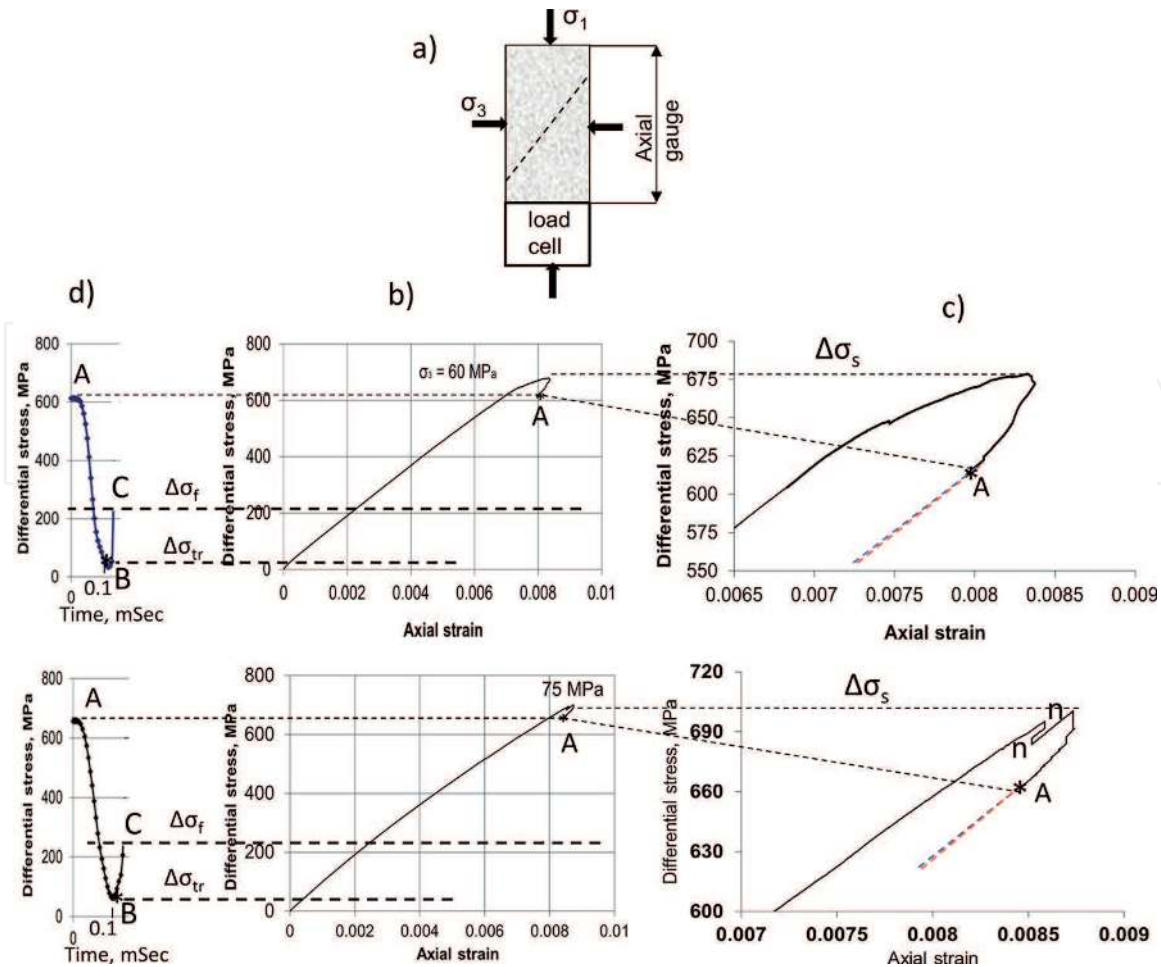 σ1
a)
σ3
Axial
gauge
load
cell
d)
b)
c)
Differential stress, MPa
800
600
400
200
0
A
C
B
0.1
0
Time, mSec
Δσf
Δσtr
Differential stress, MPa
800
600
400
200
0
σ3 = 60 MPa
A
0
0.002
0.004
0.006
0.008
0.01
Axial strain
Differential stress, MPa
700
675
650
625
600
575
550
Δσs
A
0.0065
0.007
0.0075
0.008
0.0085
0.009
Axial strain
Differential stress, MPa
800
600
400
200
0
A
C
B
0.1
0
Time, mSec
Δσf
Δσtr
Differential stress, MPa
800
600
400
200
0
75 MPa
A
0
0.002
0.004
0.006
0.008
0.01
Axial strain
Differential stress, MPa
720
690
660
630
600
Δσs
n
n
A
0.007
0.0075
0.008
0.0085
0.009
Axial strain